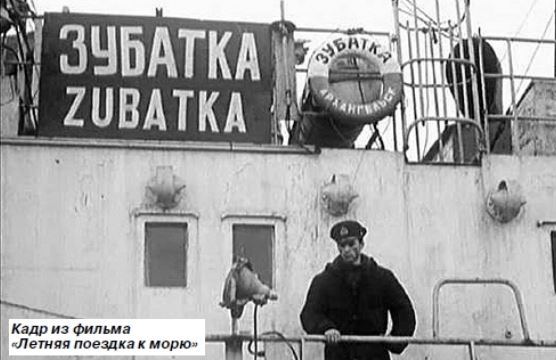 ЗУБАТКА
ZUBATKA
ЗУБАТКА
АРХАНГЕЛЬСК
Кадр из фильма
«Летняя поездка к морю»